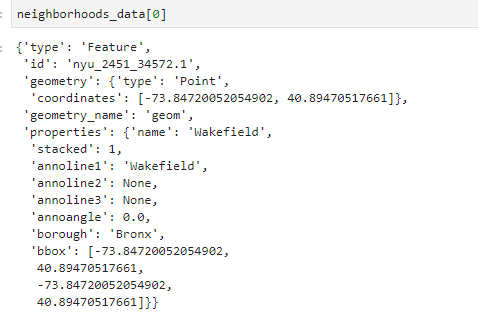 neighborhoods_data[0]
{'type': 'Feature',
'id': 'nyu_2451_34572.1',
'geometry': {'type': 'Point',
'coordinates': [-73.84720052054902, 40.89470517661]},
'geometry_name': 'geom',
'properties': {'name': 'Wakefield',
'stacked': 1,
'annoline1': 'Wakefield',
'annoline2': None,
'annoline3': None,
'annoangle': 0.0,
'borough': 'Bronx',
'bbox': [-73.84720052054902,
40.89470517661,
-73.84720052054902,
40.89470517661]}}